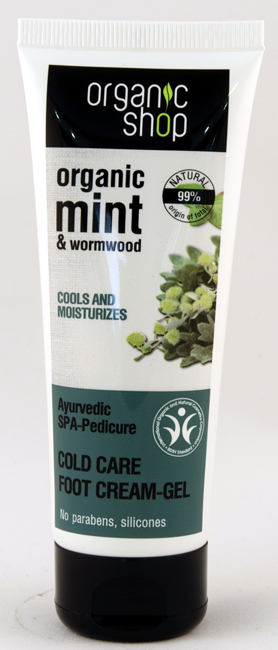 organic
shop
organic
mint
& wormwood
NATURAL
99%
origin of total
COOLS AND
MOISTURIZES
Ayurvedic
SPA-Pedicure
COLD CARE
FOOT CREAM-GEL
No parabens, silicones